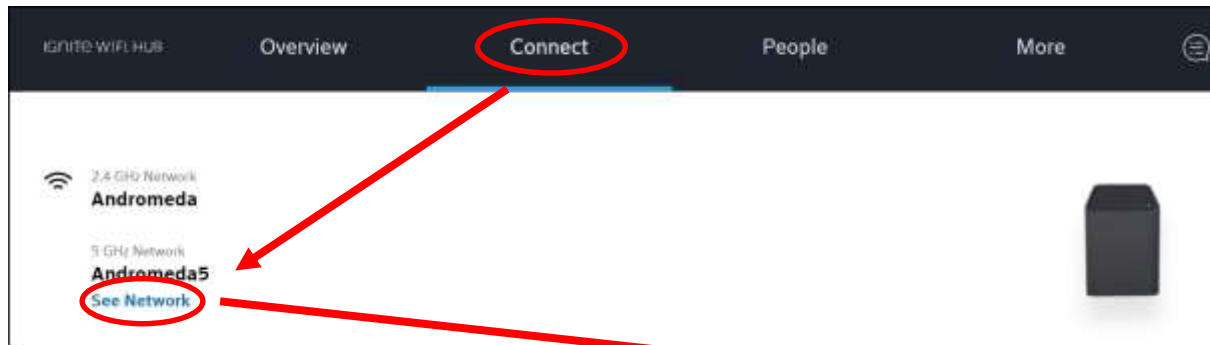 IGNITE WIFI HUB Overview Connect People More
2.4 GHz Network
Andromeda
5 GHz Network
Andromeda5
See Network